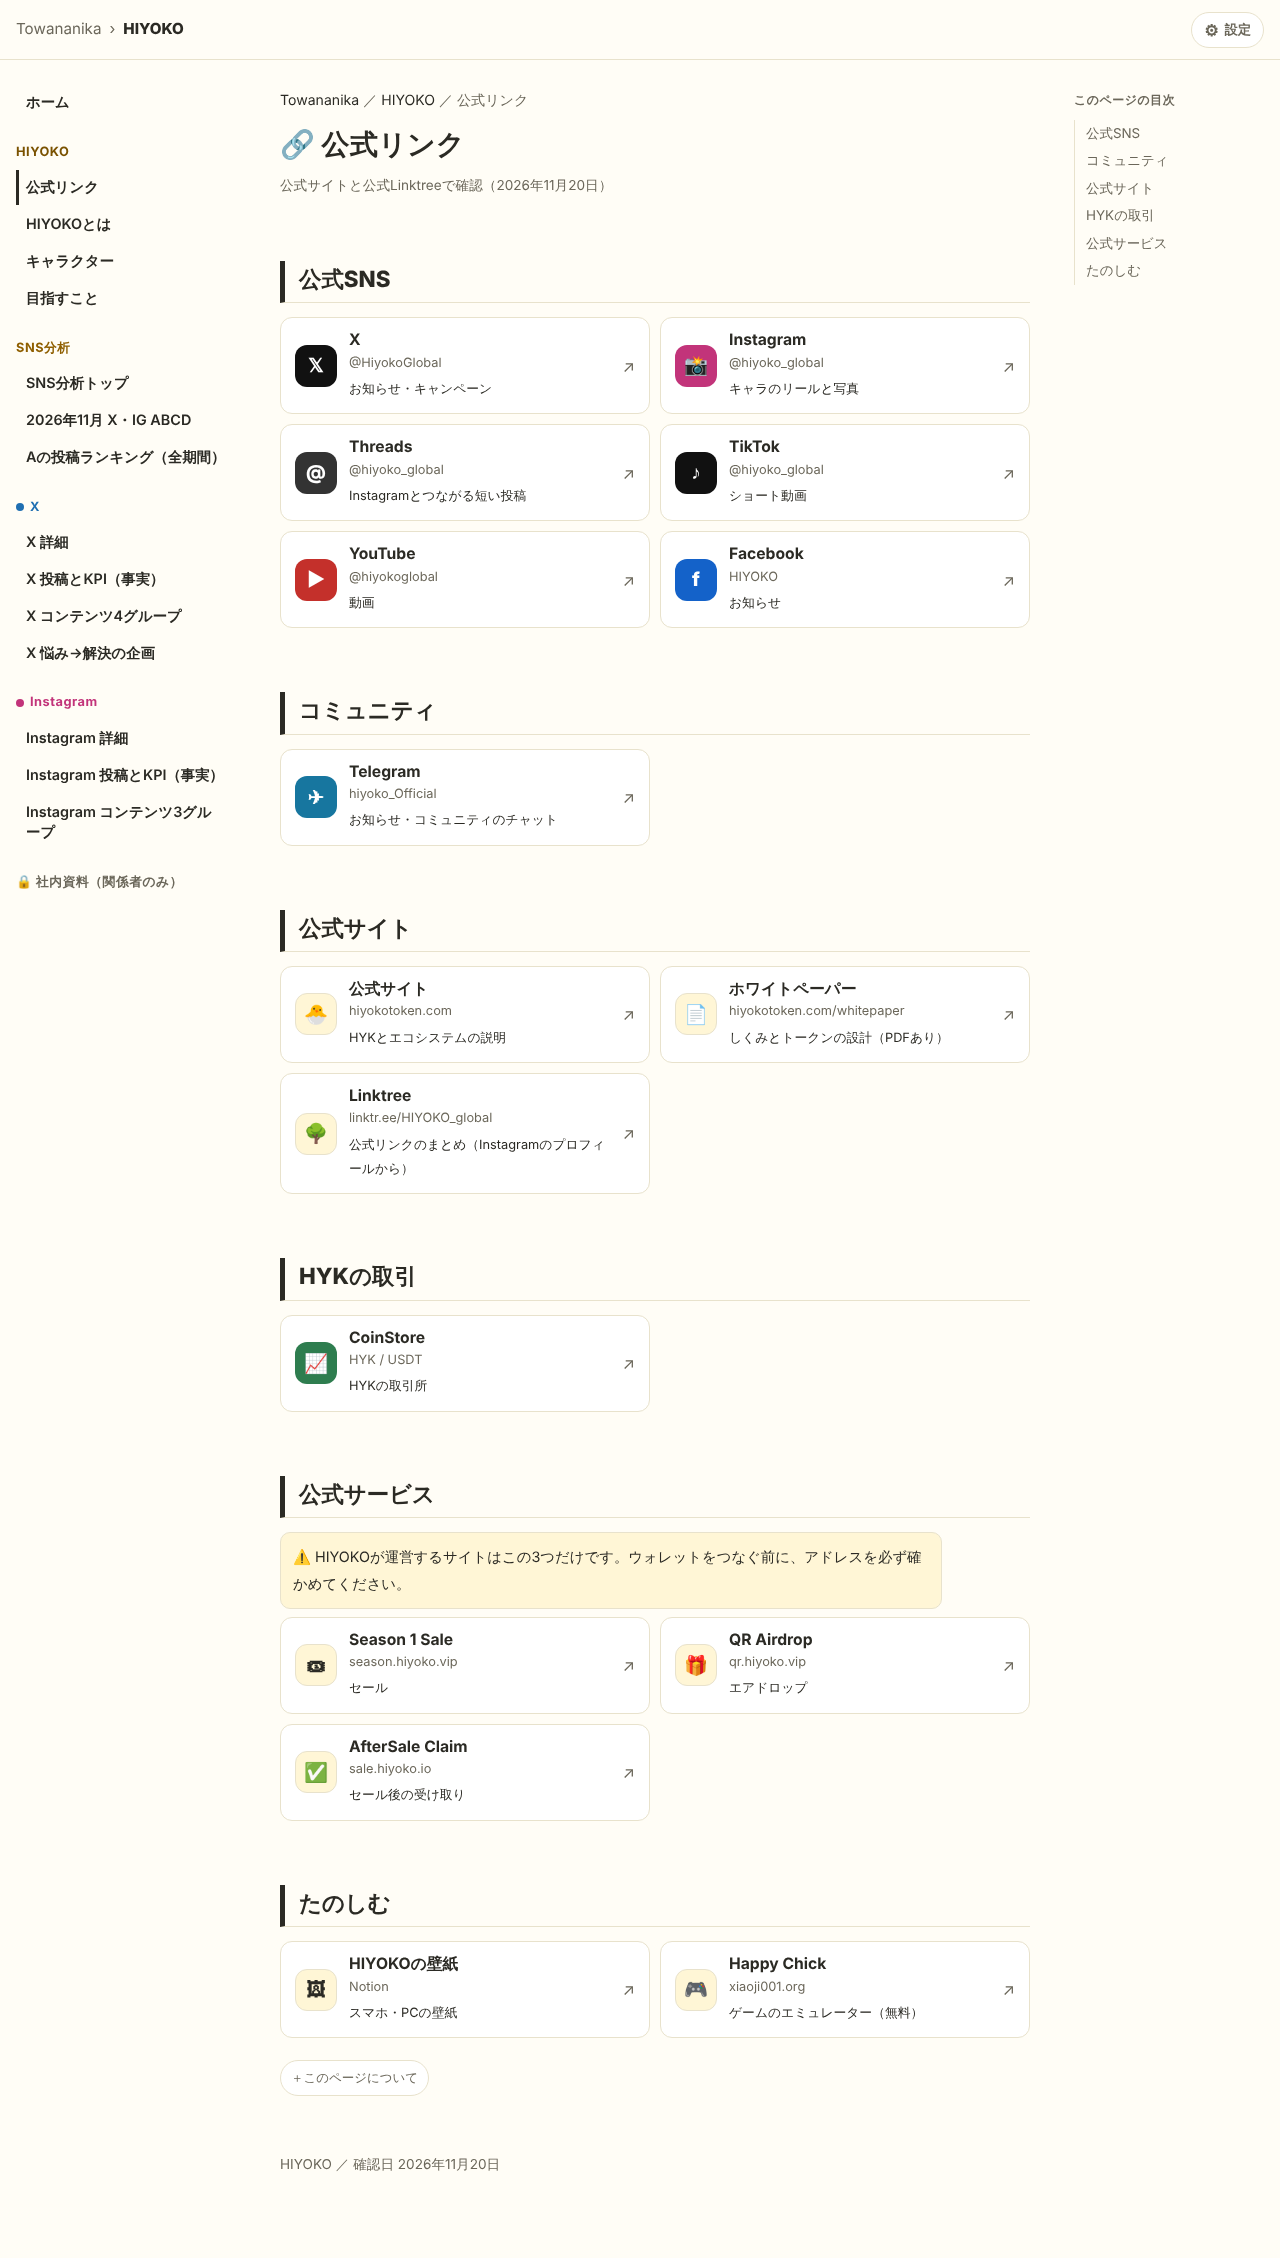 Towananika › HIYOKO
⚙ 設定
ホーム
HIYOKO
公式リンク
HIYOKOとは
キャラクター
目指すこと
SNS分析
SNS分析トップ
2026年11月 X・IG ABCD
Aの投稿ランキング（全期間）
X
X 詳細
X 投稿とKPI（事実）
X コンテンツ4グループ
X 悩み→解決の企画
Instagram
Instagram 詳細
Instagram 投稿とKPI（事実）
Instagram コンテンツ3グル
ープ
🔒 社内資料（関係者のみ）
Towananika ／ HIYOKO ／ 公式リンク
🔗 公式リンク
公式サイトと公式Linktreeで確認（2026年11月20日）
公式SNS
𝕏
X
@HiyokoGlobal
お知らせ・キャンペーン
↗
📸
Instagram
@hiyoko_global
キャラのリールと写真
↗
@
Threads
@hiyoko_global
Instagramとつながる短い投稿
↗
♪
TikTok
@hiyoko_global
ショート動画
↗
▶
YouTube
@hiyokoglobal
動画
↗
f
Facebook
HIYOKO
お知らせ
↗
コミュニティ
✈
Telegram
hiyoko_Official
お知らせ・コミュニティのチャット
↗
公式サイト
🐣
公式サイト
hiyokotoken.com
HYKとエコシステムの説明
↗
📄
ホワイトペーパー
hiyokotoken.com/whitepaper
しくみとトークンの設計（PDFあり）
↗
🌳
Linktree
linktr.ee/HIYOKO_global
公式リンクのまとめ（Instagramのプロフィ
ールから）
↗
HYKの取引
📈
CoinStore
HYK / USDT
HYKの取引所
↗
公式サービス
⚠️ HIYOKOが運営するサイトはこの3つだけです。ウォレットをつなぐ前に、アドレスを必ず確
かめてください。
🎟
Season 1 Sale
season.hiyoko.vip
セール
↗
🎁
QR Airdrop
qr.hiyoko.vip
エアドロップ
↗
✅
AfterSale Claim
sale.hiyoko.io
セール後の受け取り
↗
たのしむ
🖼
HIYOKOの壁紙
Notion
スマホ・PCの壁紙
↗
🎮
Happy Chick
xiaoji001.org
ゲームのエミュレーター（無料）
↗
＋このページについて
HIYOKO ／ 確認日 2026年11月20日
このページの目次
公式SNS
コミュニティ
公式サイト
HYKの取引
公式サービス
たのしむ